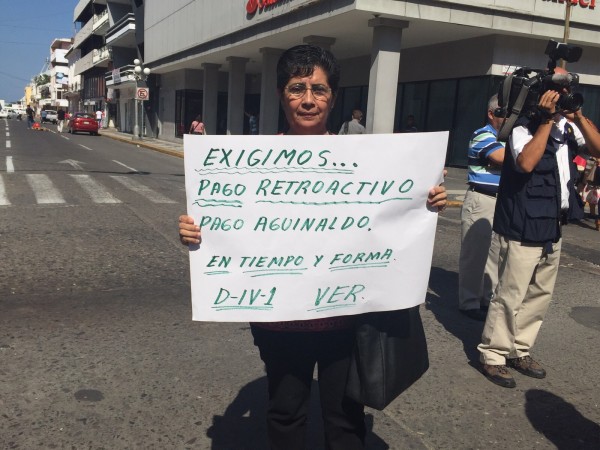 EXIGIMOS...
PAGO RETROACTIVO
PAGO AGUINALDO.
EN TIEMPO Y FORMA.
D-IV-1 VER.